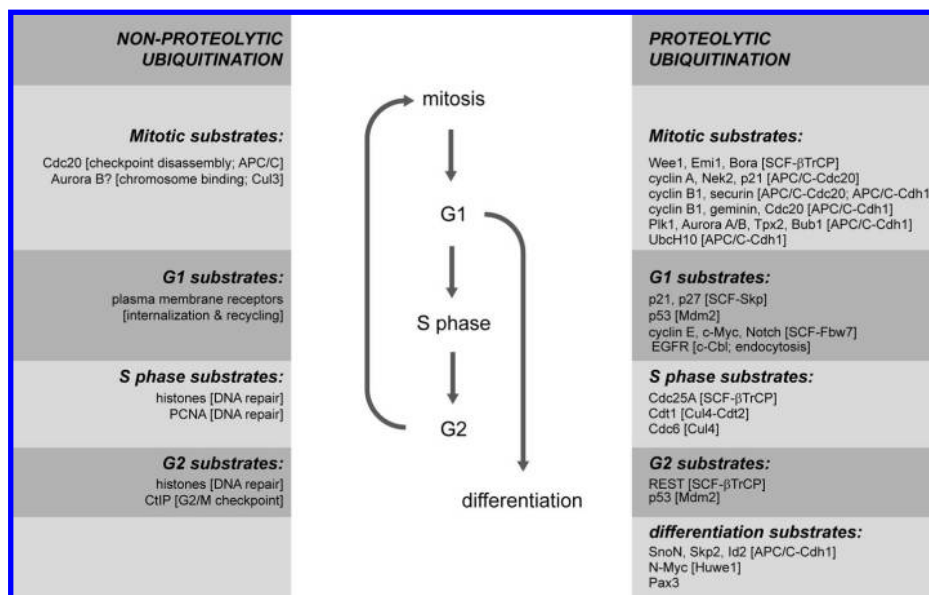 NON-PROTEOLYTIC
UBIQUITINATION
Mitotic substrates:
Cdc20 [checkpoint disassembly; APC/C]
Aurora B? [chromosome binding; Cul3]
G1 substrates:
plasma membrane receptors
[internalization & recycling]
S phase substrates:
histones [DNA repair]
PCNA [DNA repair]
G2 substrates:
histones [DNA repair]
CtIP [G2/M checkpoint]
mitosis
G1
S phase
G2
differentiation
PROTEOLYTIC
UBIQUITINATION
Mitotic substrates:
Wee1, Emi1, Bora [SCF-βTrCP]
cyclin A, Nek2, p21 [APC/C-Cdc20]
cyclin B1, securin [APC/C-Cdc20; APC/C-Cdh1
cyclin B1, geminin, Cdc20 [APC/C-Cdh1]
Plk1, Aurora A/B, Tpx2, Bub1 [APC/C-Cdh1]
UbcH10 [APC/C-Cdh1]
G1 substrates:
p21, p27 [SCF-Skp]
p53 [Mdm2]
cyclin E, c-Myc, Notch [SCF-Fbw7]
EGFR [c-Cbl; endocytosis]
S phase substrates:
Cdc25A [SCF-βTrCP]
Cdt1 [Cul4-Cdt2]
Cdc6 [Cul4]
G2 substrates:
REST [SCF-βTrCP]
p53 [Mdm2]
differentiation substrates:
SnoN, Skp2, Id2 [APC/C-Cdh1]
N-Myc [Huwe1]
Pax3